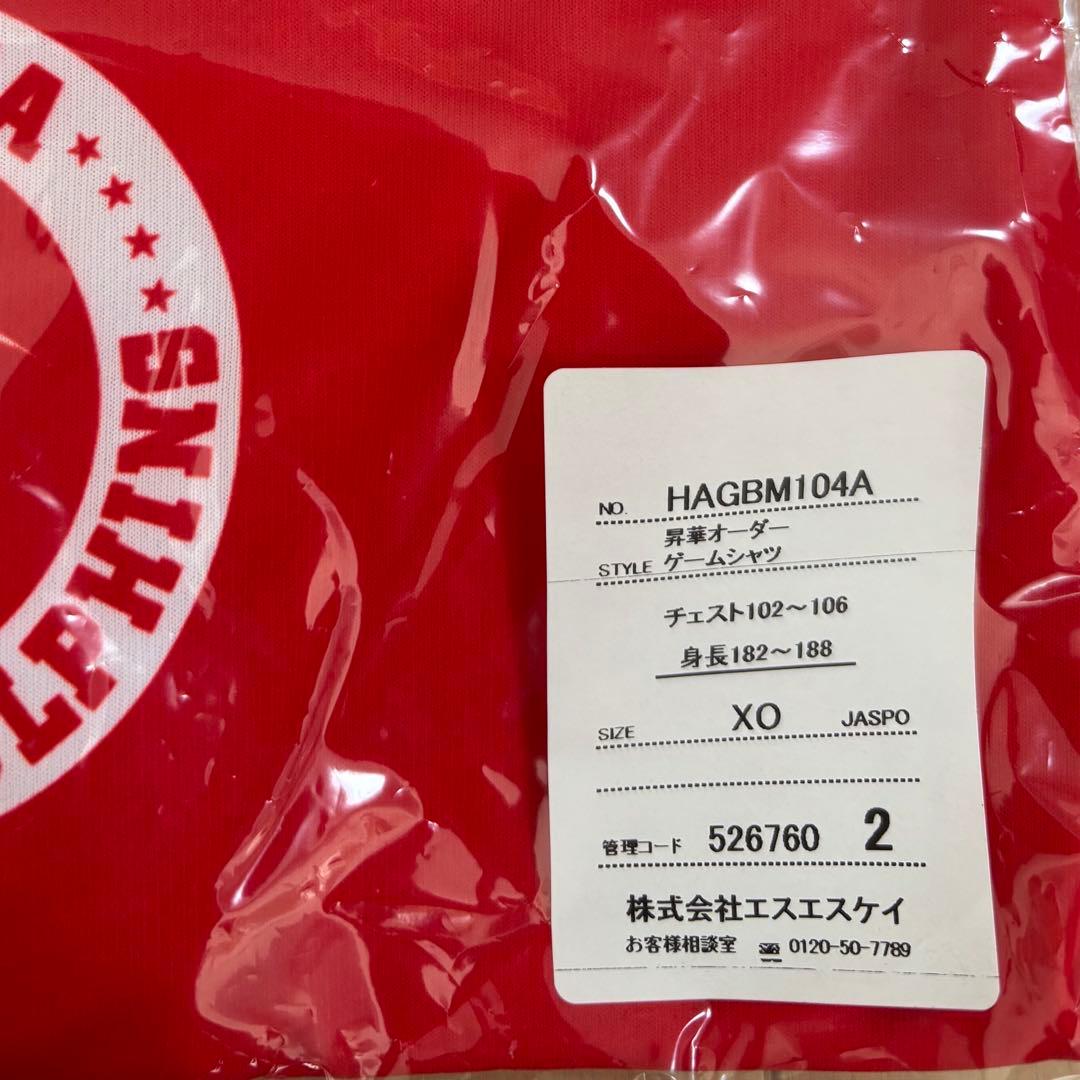 NO. HAGBM104A
昇華オーダー
STYLE ゲームシャツ
チェスト102～106
身長182～188
SIZE XO JASPO
管理コード 526760 2
株式会社エスエスケイ
お客様相談室 0120-50-7789